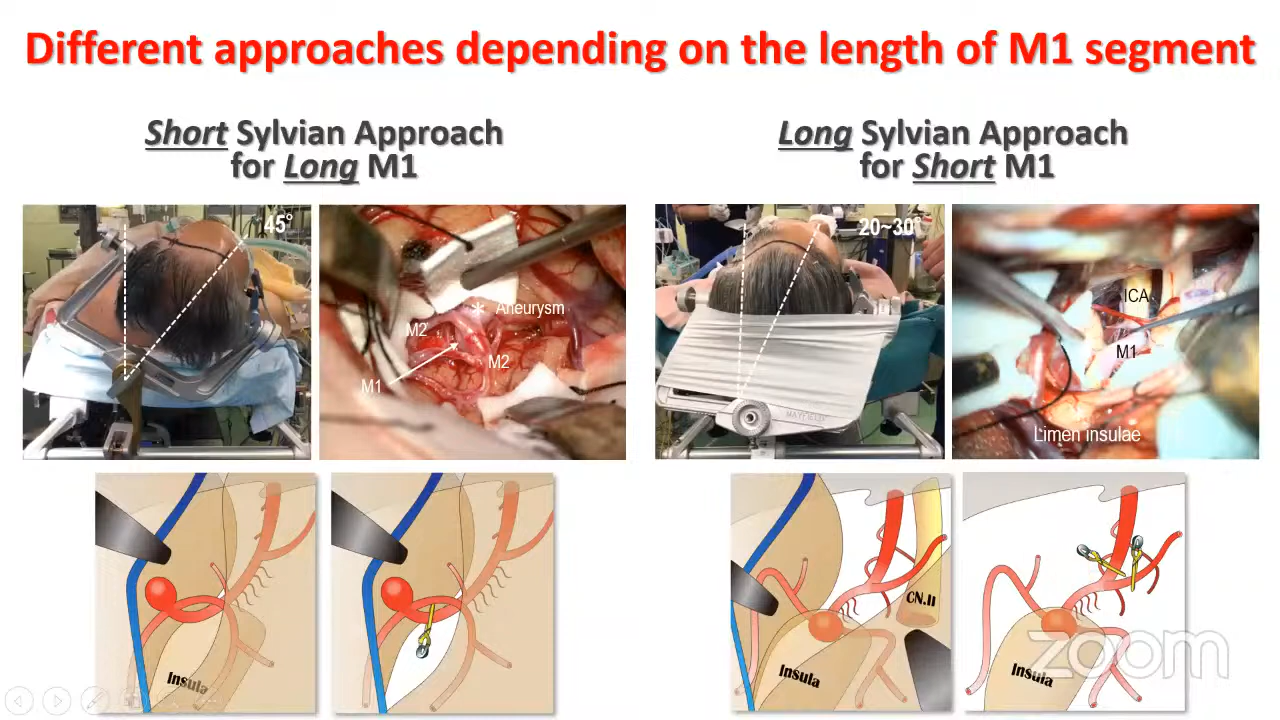 Different approaches depending on the length of M1 segment
Short Sylvian Approach
for Long M1
Long Sylvian Approach
for Short M1
45°
* Aneurysm
M2
M2
M1
20~30°
MAYFIELD
ICA
M1
Limen insulae
Insula
CN.II
Insula
Insula
zoom